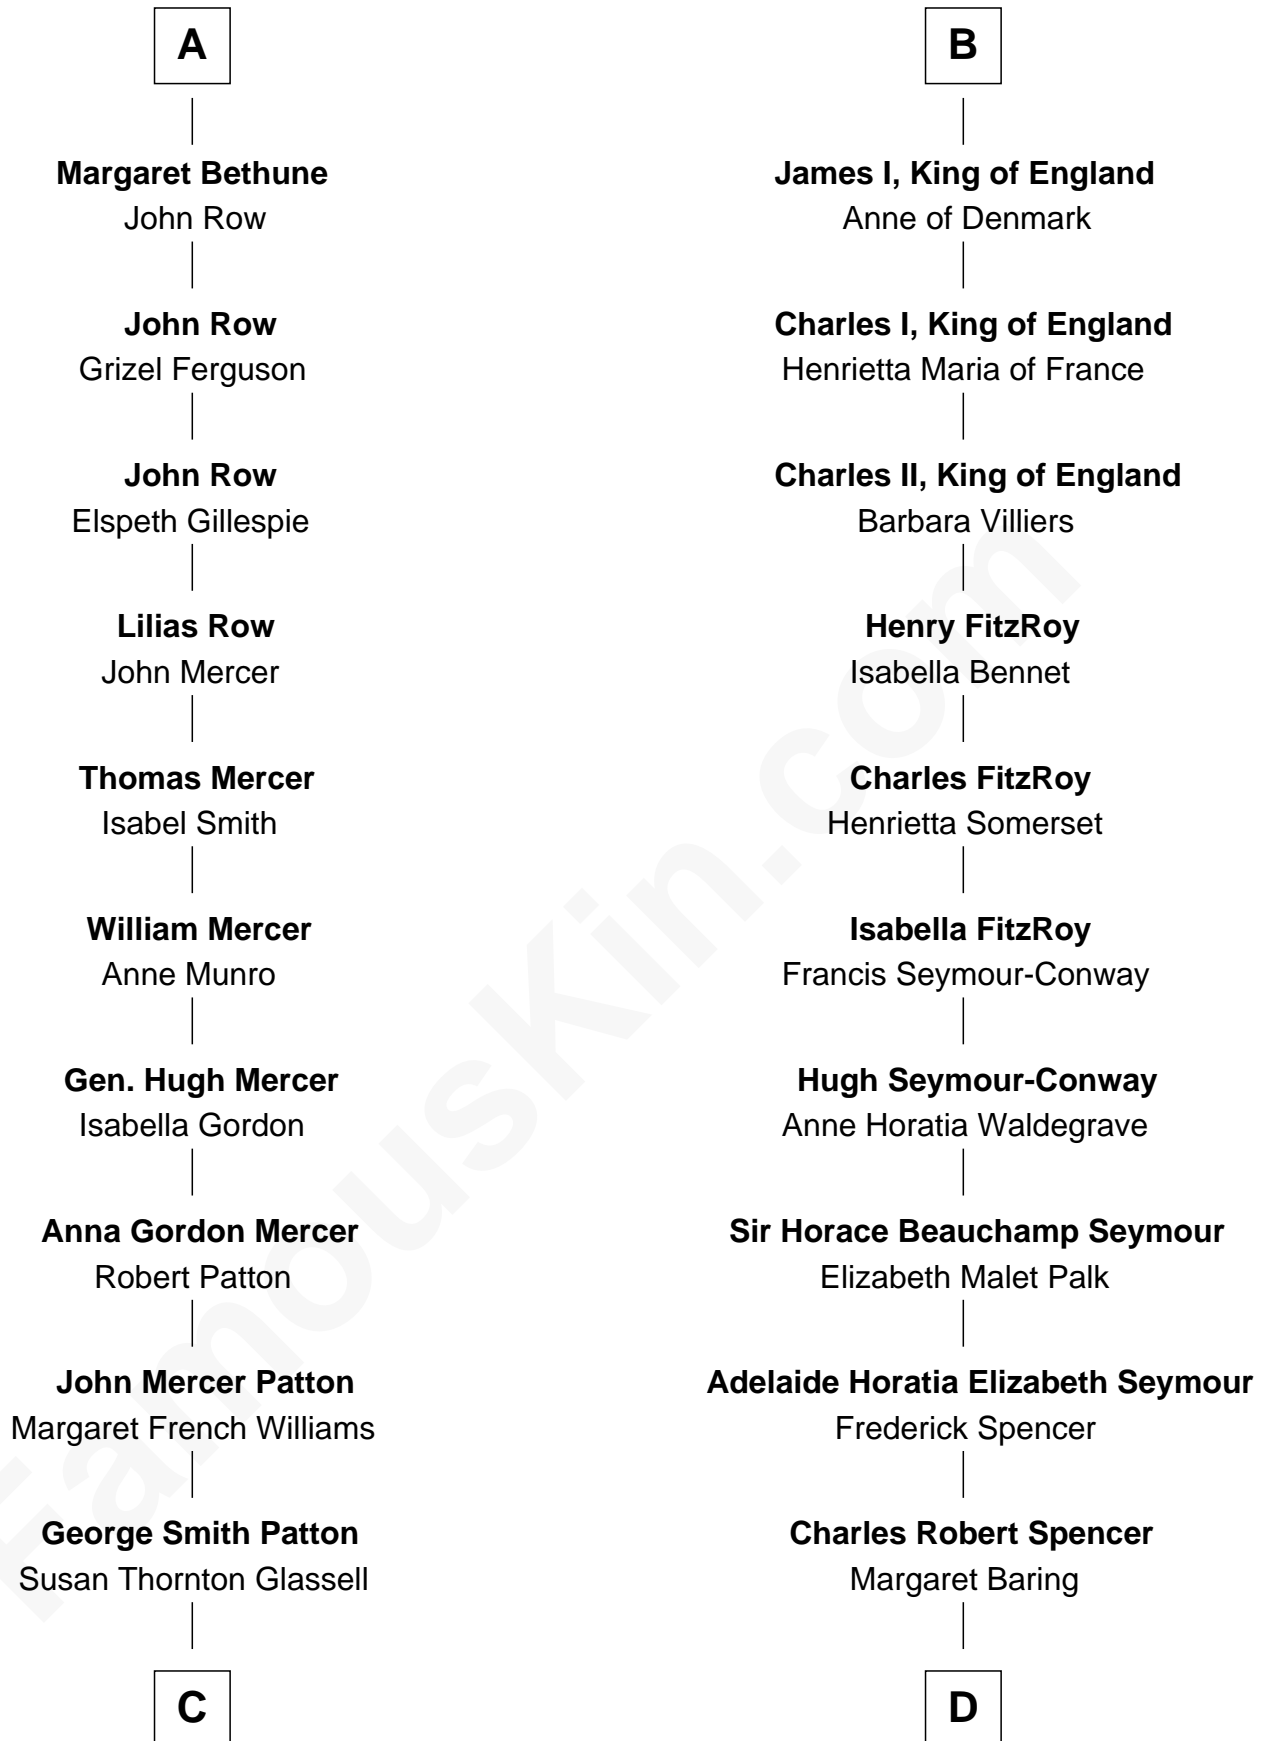 A
Margaret Bethune
John Row
John Row
Grizel Ferguson
John Row
Elspeth Gillespie
Lilias Row
John Mercer
Thomas Mercer
Isabel Smith
William Mercer
Anne Munro
Gen. Hugh Mercer
Isabella Gordon
Anna Gordon Mercer
Robert Patton
John Mercer Patton
Margaret French Williams
George Smith Patton
Susan Thornton Glassell
C
B
James I, King of England
Anne of Denmark
Charles I, King of England
Henrietta Maria of France
Charles II, King of England
Barbara Villiers
Henry FitzRoy
Isabella Bennet
Charles FitzRoy
Henrietta Somerset
Isabella FitzRoy
Francis Seymour-Conway
Hugh Seymour-Conway
Anne Horatia Waldegrave
Sir Horace Beauchamp Seymour
Elizabeth Malet Palk
Adelaide Horatia Elizabeth Seymour
Frederick Spencer
Charles Robert Spencer
Margaret Baring
D
FamousKin.com